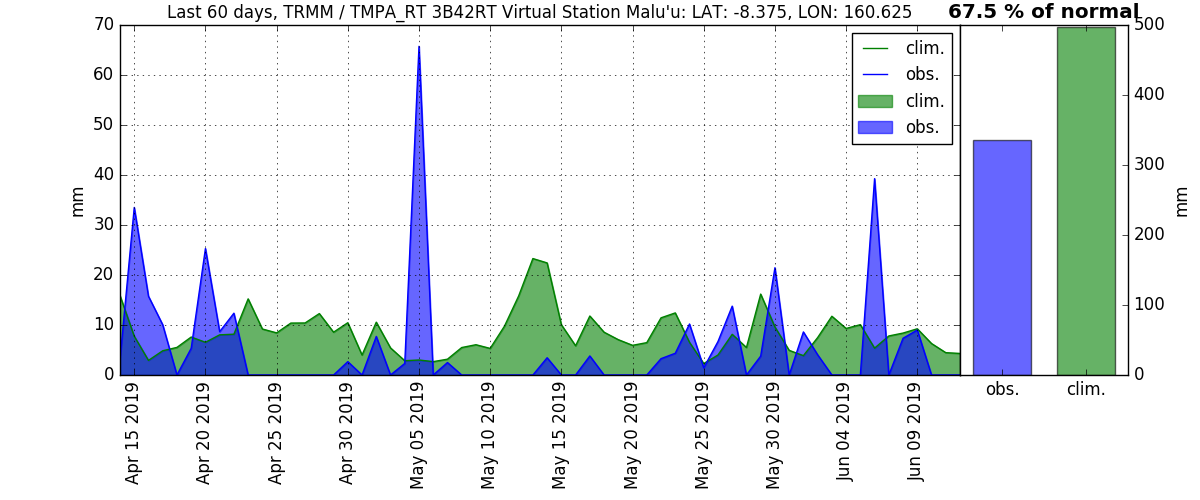 Last 60 days, TRMM / TMPA_RT 3B42RT Virtual Station Malu'u: LAT: -8.375, LON: 160.625
67.5 % of normal
70
60
50
40
30
20
10
0
mm
clim.
obs.
clim.
obs.
500
400
300
200
100
0
mm
Apr 15 2019
Apr 20 2019
Apr 25 2019
Apr 30 2019
May 05 2019
May 10 2019
May 15 2019
May 20 2019
May 25 2019
May 30 2019
Jun 04 2019
Jun 09 2019
obs.
clim.